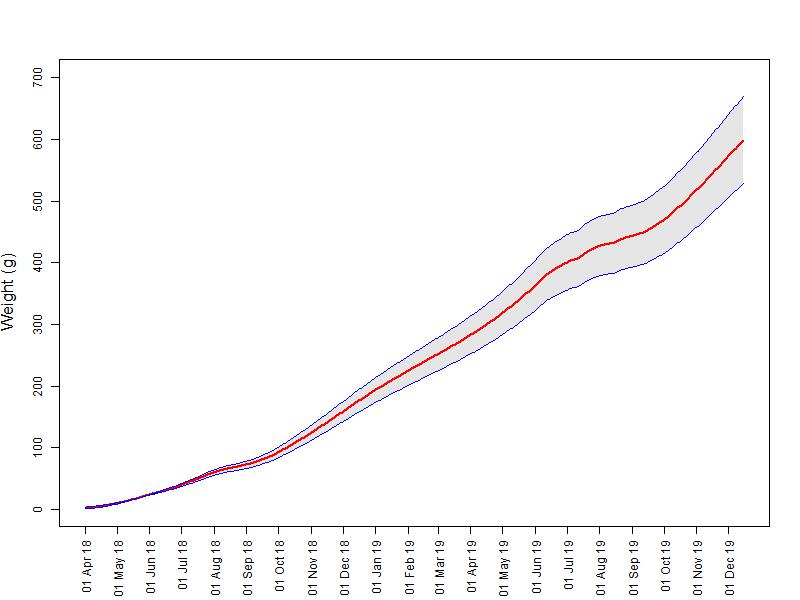 Weight (g)
700
600
500
400
300
200
100
0
01 Apr 18
01 May 18
01 Jun 18
01 Jul 18
01 Aug 18
01 Sep 18
01 Oct 18
01 Nov 18
01 Dec 18
01 Jan 19
01 Feb 19
01 Mar 19
01 Apr 19
01 May 19
01 Jun 19
01 Jul 19
01 Aug 19
01 Sep 19
01 Oct 19
01 Nov 19
01 Dec 19